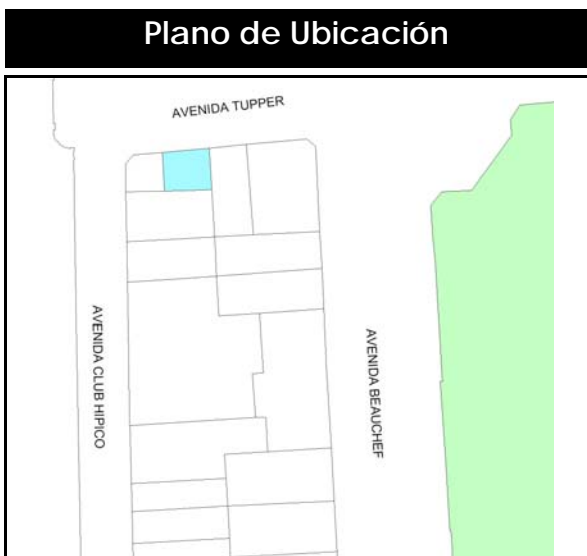 Plano de Ubicación
AVENIDA TUPPER
AVENIDA CLUB HIPICO
AVENIDA BEAUCHEF